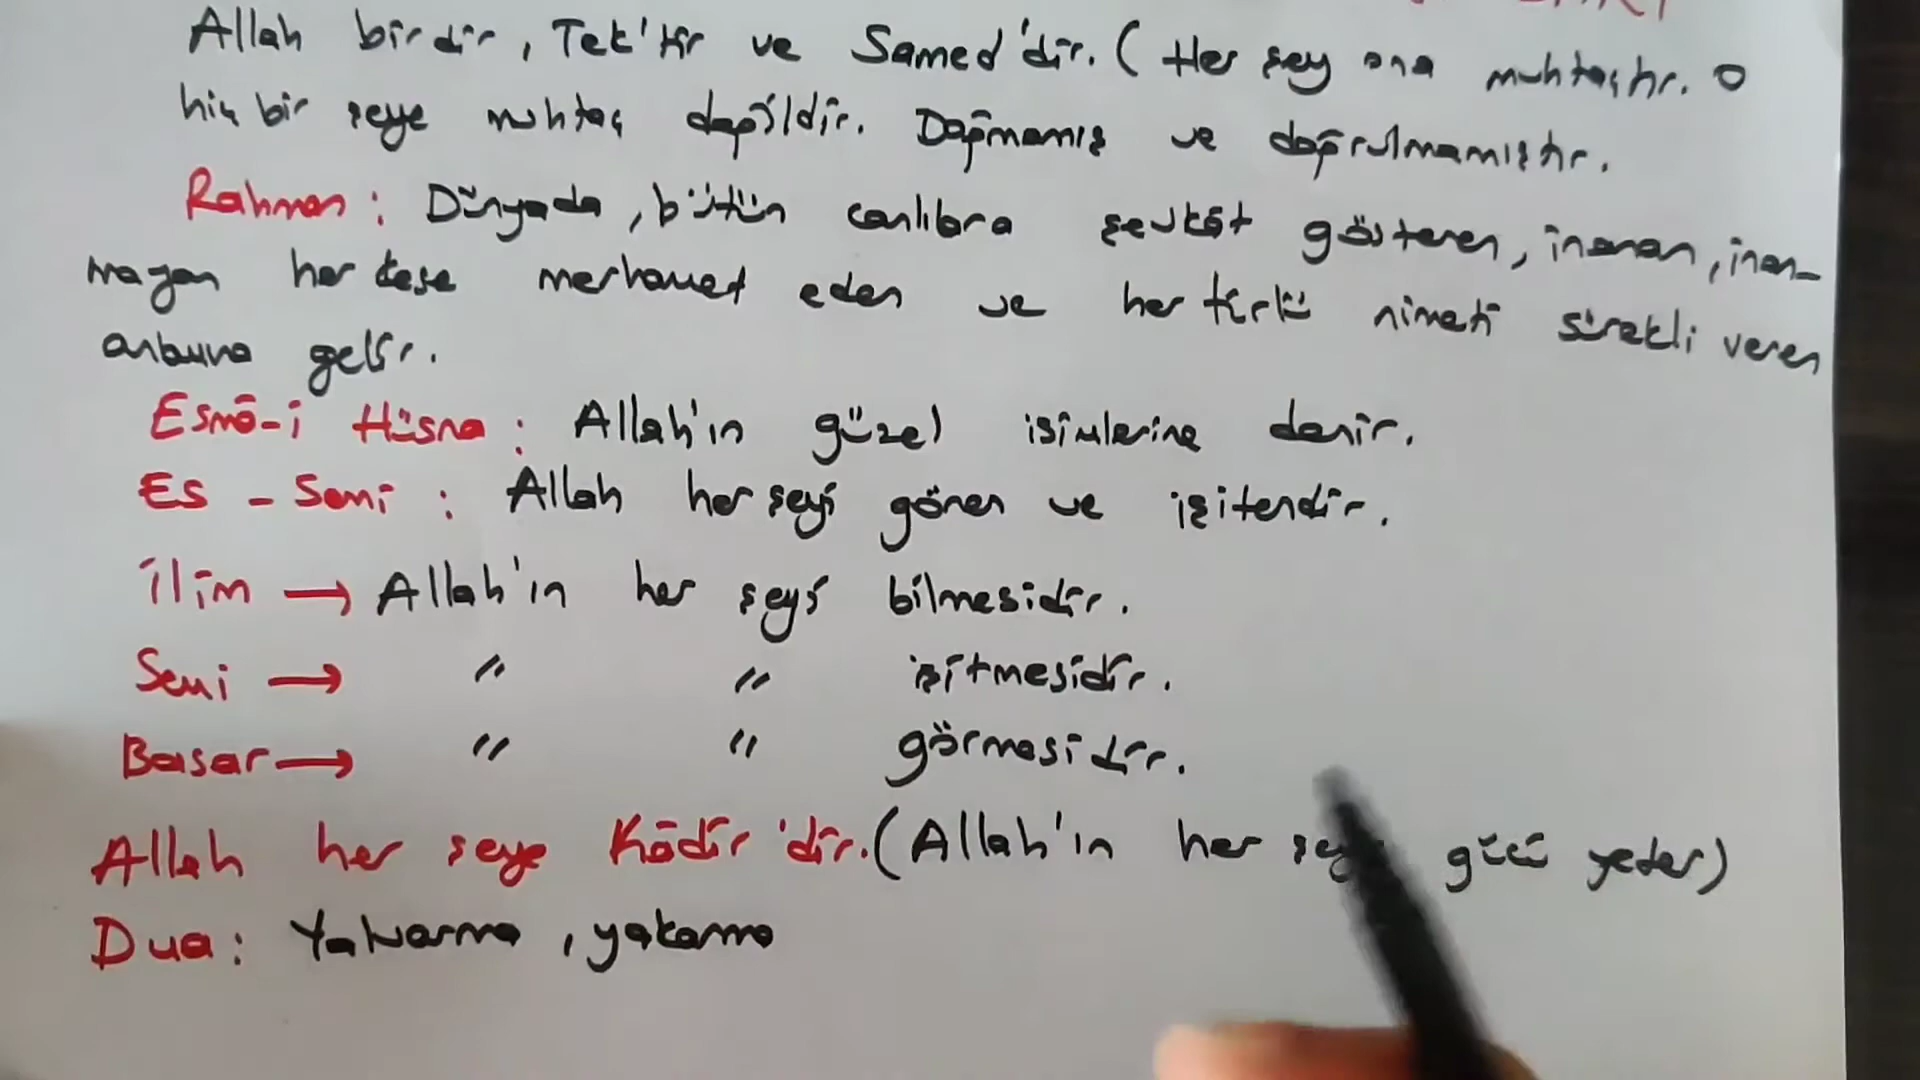 Allah birdir, Tek'tir ve Samed'dir. (Her şey ona muhtaçtır. O
hiç bir şeye muhtaç değildir. Doğmamış ve doğrulmamıştır.
Rahman : Dünyada, bütün canlılara şevkât gösteren, inanan, inan-
mayan herkese merhamet eden ve her türlü nimeti sürekli veren
anlamına gelir.
Esmâ-i Hüsna : Allah'ın güzel isimlerine denir.
Es - Semi : Allah her şeyi gören ve işitendir.
İlim → Allah'ın her şeyi bilmesidir.
Semi → " " işitmesidir.
Basar → " " görmesidir.
Allah her şeye Kâdir'dir. (Allah'ın her gücü yeter)
Dua : Yalvarma, yakarma